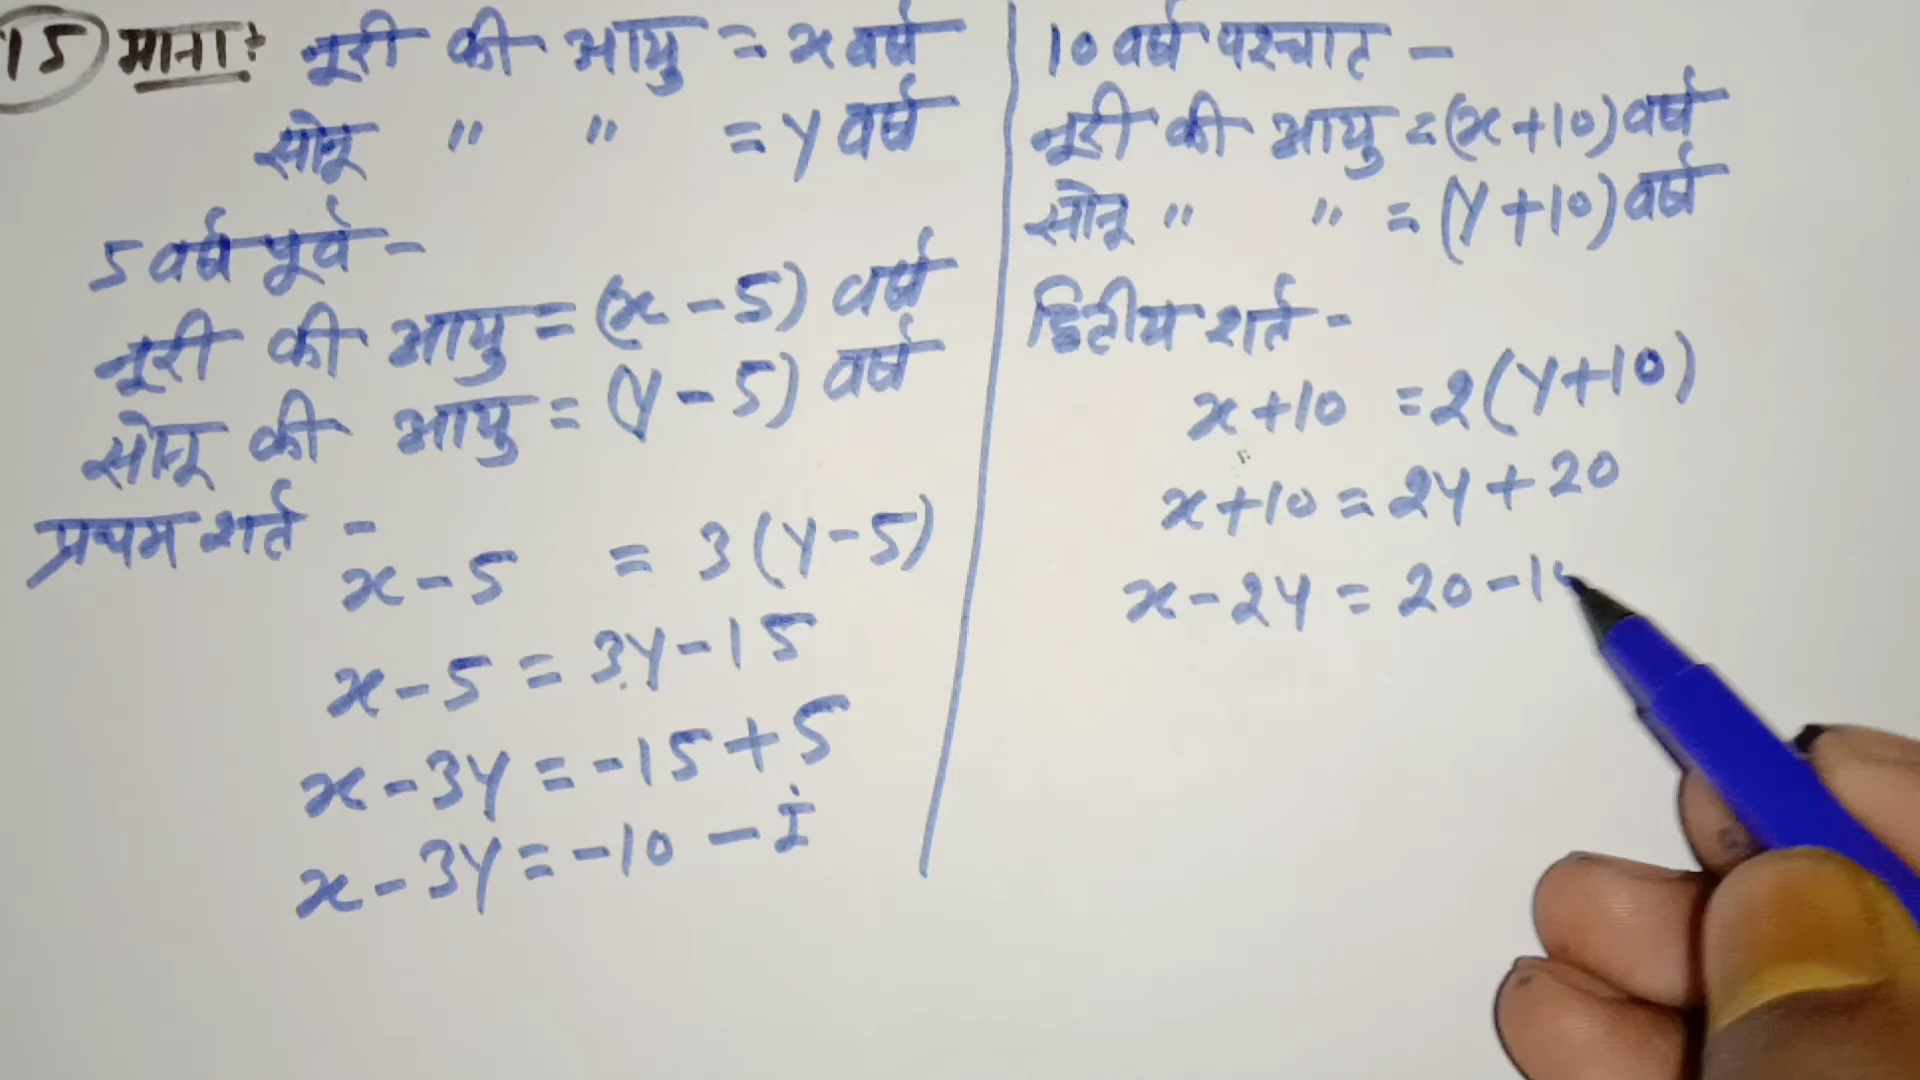 15 माना: नूरी की आयु = x वर्ष
सोनू " " = y वर्ष
5 वर्ष पूर्व -
नूरी की आयु = (x - 5) वर्ष
सोनू की आयु = (y - 5) वर्ष
प्रथम शर्त -
x - 5 = 3(y - 5)
x - 5 = 3y - 15
x - 3y = -15 + 5
x - 3y = -10 - I
10 वर्ष पश्चात -
नूरी की आयु = (x + 10) वर्ष
सोनू " " = (y + 10) वर्ष
द्वितीय शर्त -
x + 10 = 2(y + 10)
x + 10 = 2y + 20
x - 2y = 20 - 1